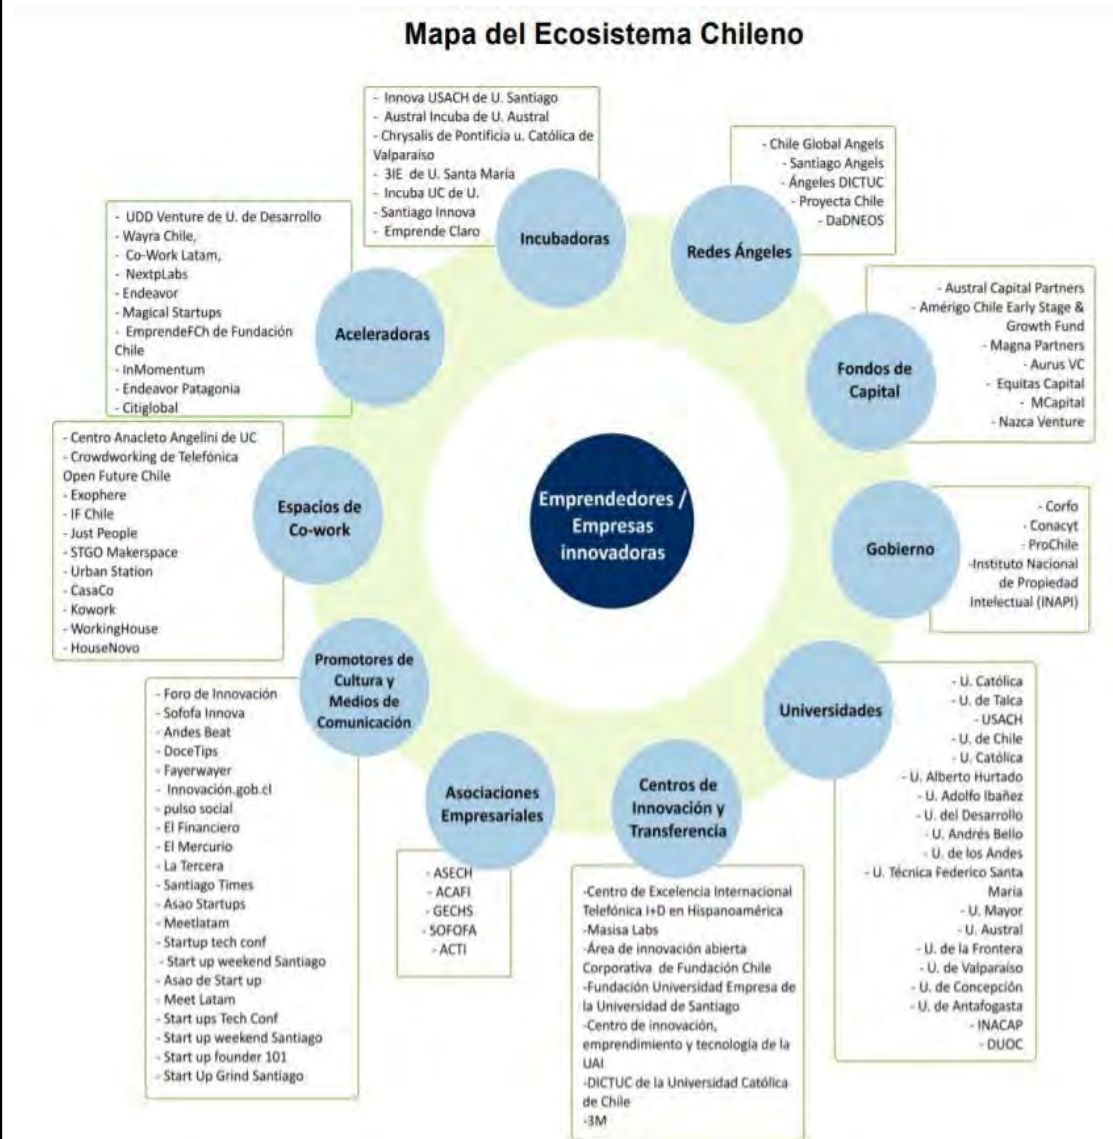 Mapa del Ecosistema Chileno
- Innova USACH de U. Santiago
- Austral Incuba de U. Austral
- Chrysalis de Pontificia u. Católica de
Valparaíso
- 3IE de U. Santa Maria
- Incuba UC de U.
- Santiago Innova
- Emprende Claro
Incubadoras
- Chile Global Angels
- Santiago Angels
- Ángeles DICTUC
- Proyecta Chile
- DaDNEOS
Redes Ángeles
- UDD Venture de U. de Desarrollo
- Wayra Chile,
- Co-Work Latam,
- NextpLabs
- Endeavor
- Magical Startups
- EmprendeFCh de Fundación
Chile
- InMomentum
- Endeavor Patagonia
- Citiglobal
Aceleradoras
- Austral Capital Partners
- Amérigo Chile Early Stage &
Growth Fund
- Magna Partners
- Aurus VC
- Equitas Capital
- MCapital
- Nazca Venture
Fondos de
Capital
- Centro Anacleto Angelini de UC
- Crowdworking de Telefónica
Open Future Chile
- Exophere
- IF Chile
- Just People
- STGO Makerspace
- Urban Station
- CasaCo
- Kowork
- WorkingHouse
- HouseNovo
Espacios de
Co-work
Emprendedores /
Empresas
innovadoras
Gobierno
- Corfo
- Conacyt
- ProChile
-Instituto Nacional
de Propiedad
Intelectual (INAPI)
Promotores de
Cultura y
Medios de
Comunicación
- Foro de Innovación
- Sofofa Innova
- Andes Beat
- DoceTips
- Fayerwayer
- Innovación.gob.cl
- pulso social
- El Financiero
- El Mercurio
- La Tercera
- Santiago Times
- Asao Startups
- Meetlatam
- Startup tech conf
- Start up weekend Santiago
- Asao de Start up
- Meet Latam
- Start ups Tech Conf
- Start up weekend Santiago
- Start up founder 101
- Start Up Grind Santiago
Asociaciones
Empresariales
- ASECH
- ACAFI
- GECHS
- SOFOFA
- ACTI
Centros de
Innovación y
Transferencia
-Centro de Excelencia Internacional
Telefónica I+D en Hispanoamérica
-Masisa Labs
-Área de innovación abierta
Corporativa de Fundación Chile
-Fundación Universidad Empresa de
la Universidad de Santiago
-Centro de innovación,
emprendimiento y tecnología de la
UAI
-DICTUC de la Universidad Católica
de Chile
-3M
Universidades
- U. Católica
- U. de Talca
- USACH
- U. de Chile
- U. Católica
- U. Alberto Hurtado
- U. Adolfo Ibañez
- U. del Desarrollo
- U. Andrés Bello
- U. de los Andes
- U. Técnica Federico Santa
Maria
- U. Mayor
- U. Austral
- U. de la Frontera
- U. de Valparaíso
- U. de Concepción
- U. de Antafogasta
- INACAP
- DUOC